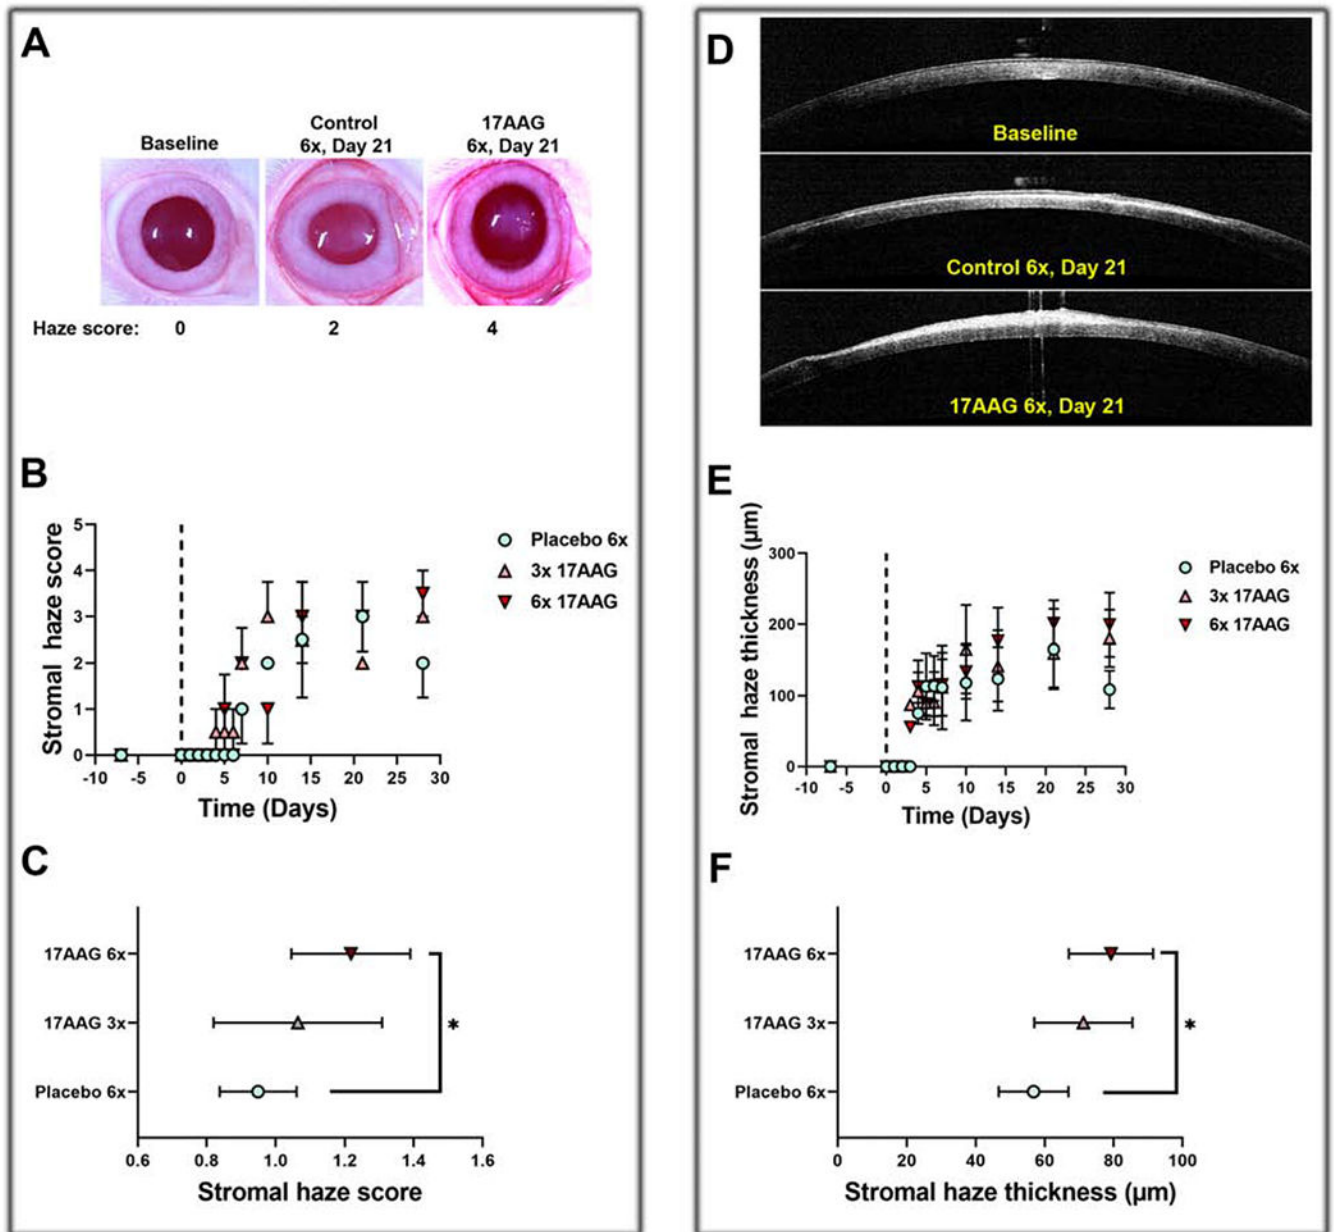 A
Baseline
Control
6x, Day 21
17AAG
6x, Day 21
Haze score: 0 2 4
B
Stromal haze score
5
4
3
2
1
0
-10 -5 0 5 10 15 20 25 30
Time (Days)
Placebo 6x
3x 17AAG
6x 17AAG
C
17AAG 6x
17AAG 3x
Placebo 6x
*
0.6 0.8 1.0 1.2 1.4 1.6
Stromal haze score
D
Baseline
Control 6x, Day 21
17AAG 6x, Day 21
E
Stromal haze thickness (µm)
300
200
100
0
-10 -5 0 5 10 15 20 25 30
Time (Days)
Placebo 6x
3x 17AAG
6x 17AAG
F
17AAG 6x
17AAG 3x
Placebo 6x
*
0 20 40 60 80 100
Stromal haze thickness (µm)